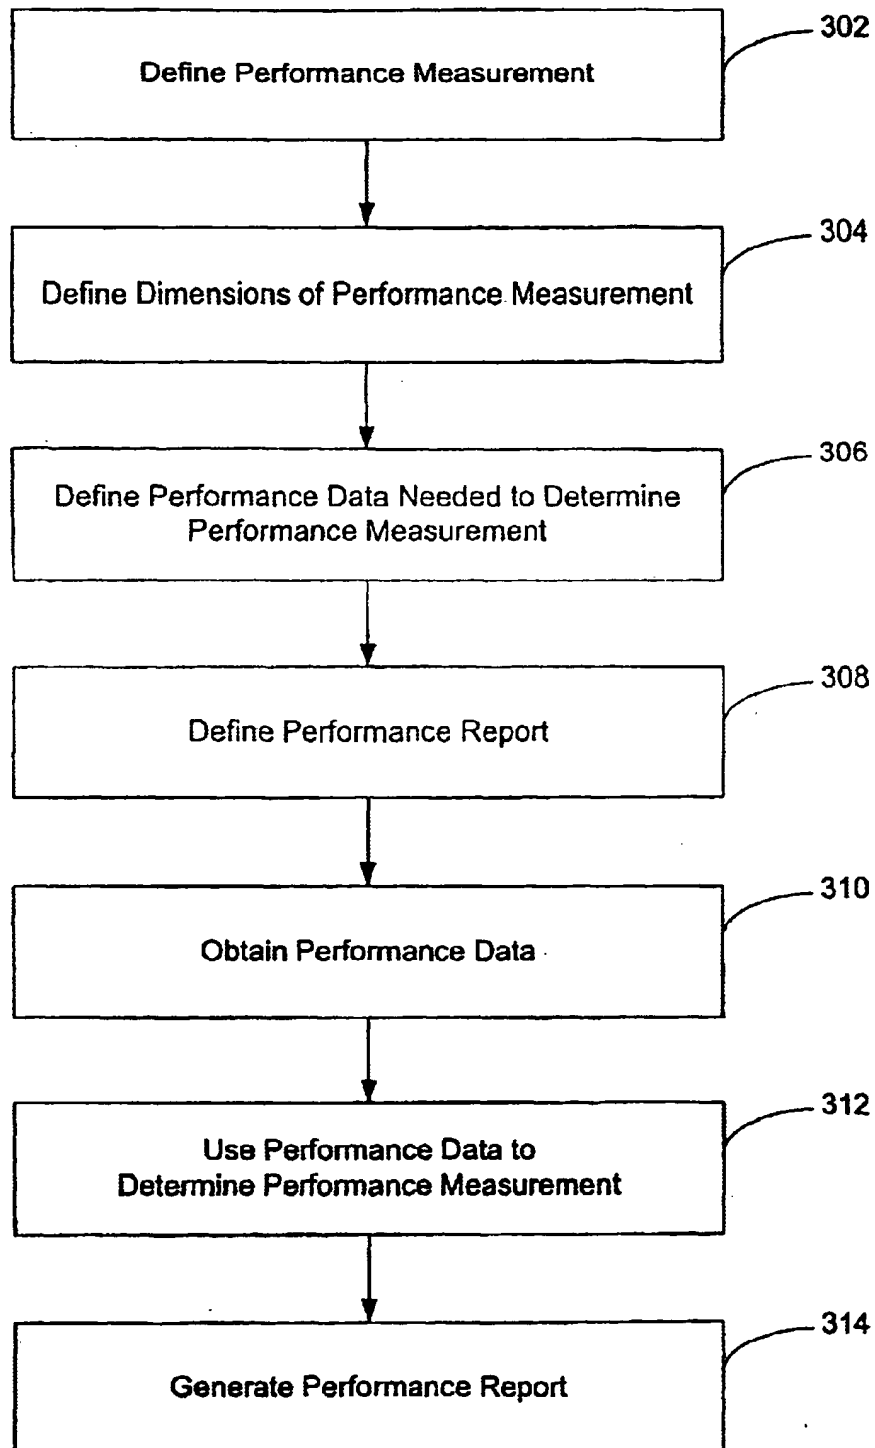 302
Define Performance Measurement
304
Define Dimensions of Performance Measurement
306
Define Performance Data Needed to Determine
Performance Measurement
308
Define Performance Report
310
Obtain Performance Data
312
Use Performance Data to
Determine Performance Measurement
314
Generate Performance Report